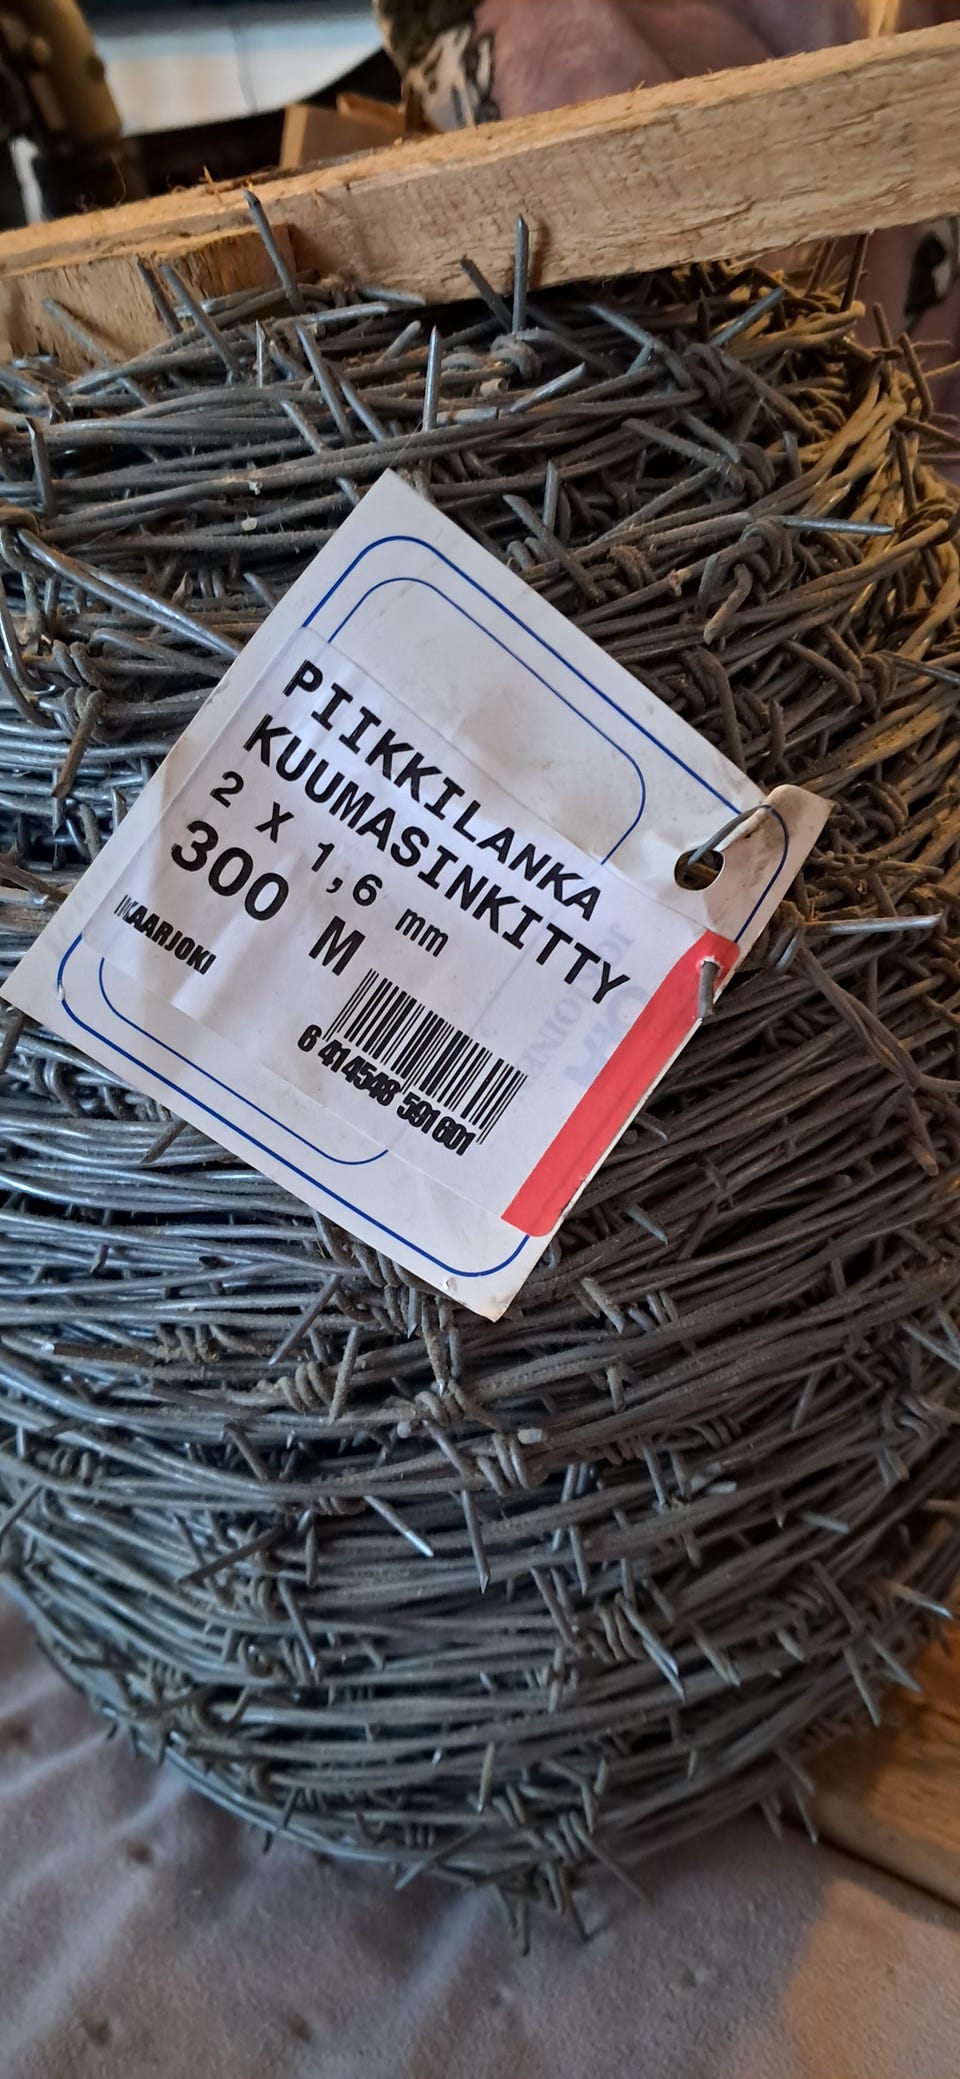 PIIKKILANKA
KUUMASINKITTY
2 X 1,6 mm
300 M
KAARJOKI
6 414548 591601